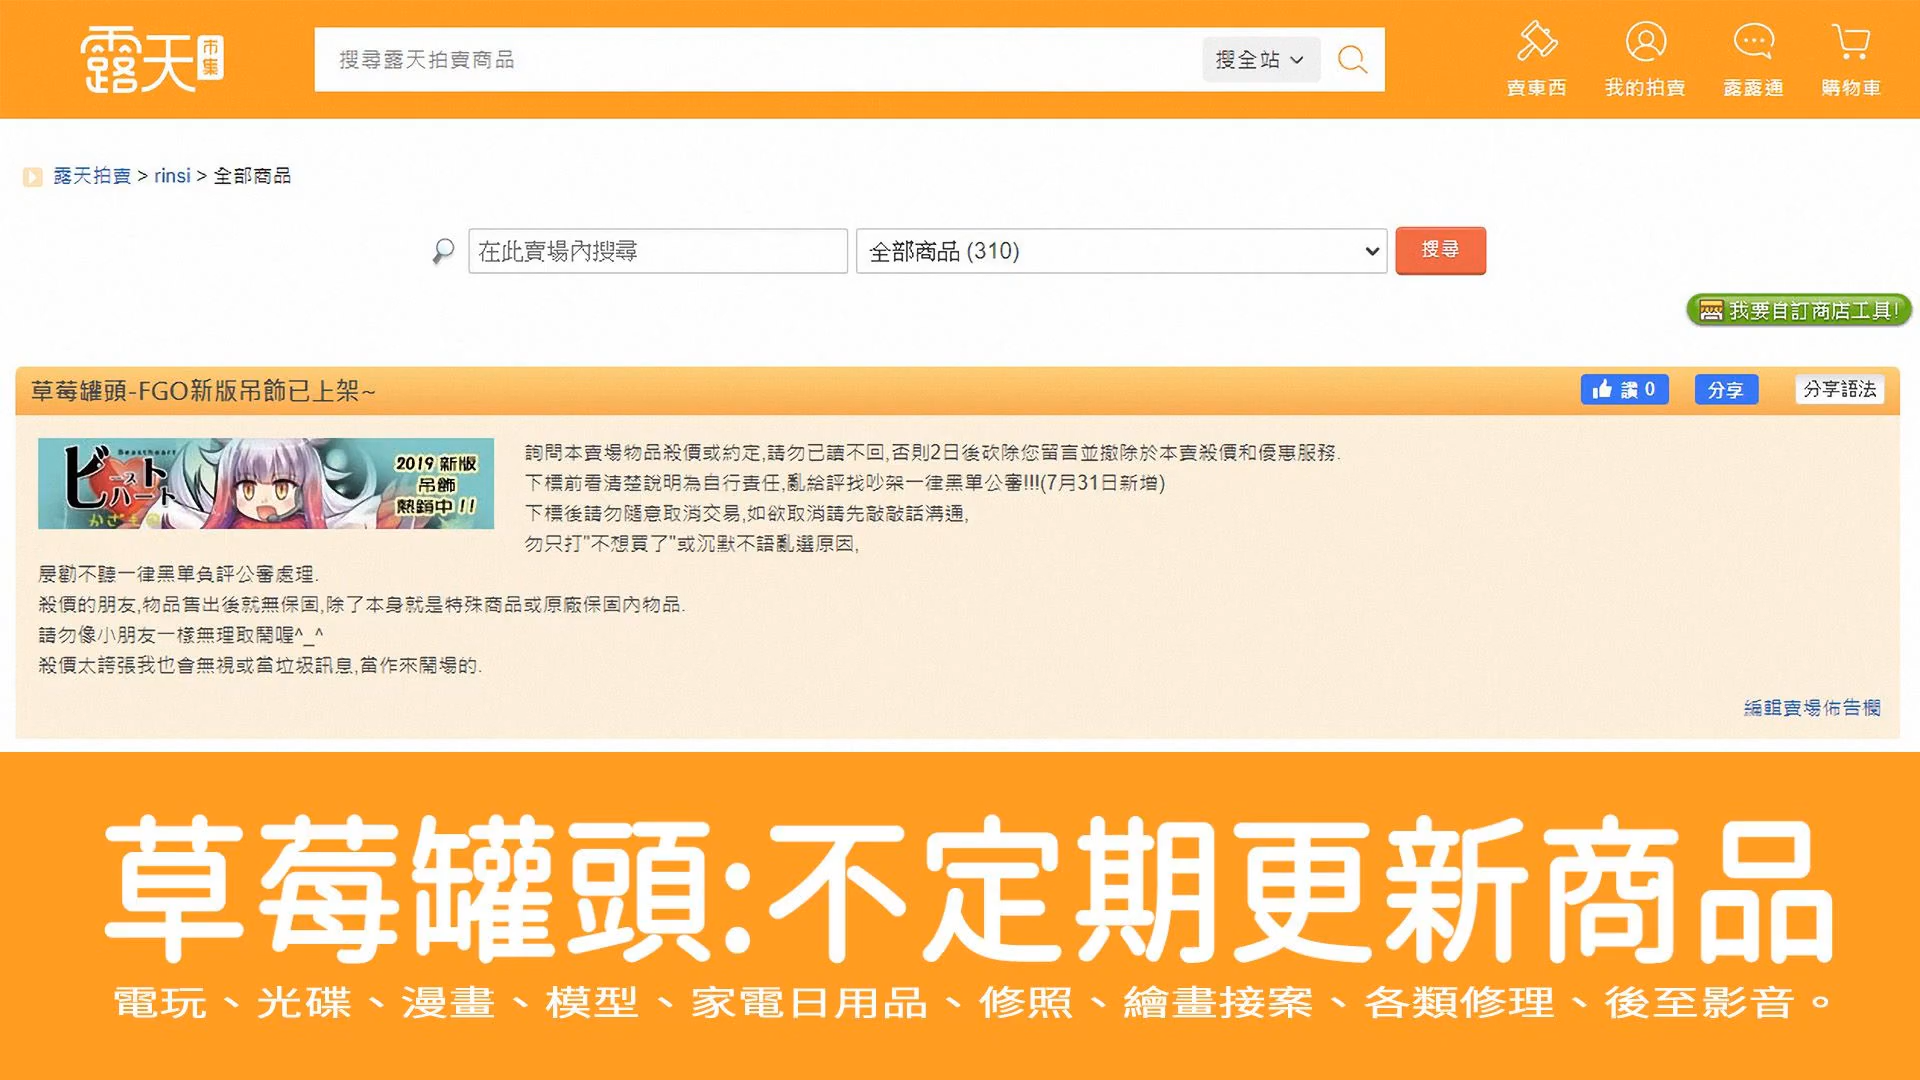 露天市集
搜尋露天拍賣商品
搜全站
賣東西
我的拍賣
露露通
購物車
露天拍賣 > rinsi > 全部商品
在此賣場內搜尋
全部商品 (310)
搜尋
我要自訂商店工具!
草莓罐頭-FGO新版吊飾已上架~
讚 0
分享
分享語法
Beastheart
ビーストハート
かざもの
2019 新版
吊飾
熱銷中 !!
詢問本賣場物品殺價或約定,請勿已讀不回,否則2日後砍除您留言並撤除於本賣殺價和優惠服務.
下標前看清楚說明為自行責任,亂給評找吵架一律黑單公審!!!(7月31日新增)
下標後請勿隨意取消交易,如欲取消請先敲敲話溝通,
勿只打"不想買了"或沉默不語亂選原因,
屢勸不聽一律黑單負評公審處理.
殺價的朋友,物品售出後就無保固,除了本身就是特殊商品或原廠保固內物品.
請勿像小朋友一樣無理取鬧喔^_^
殺價太誇張我也會無視或當垃圾訊息,當作來鬧場的.
編輯賣場佈告欄
草莓罐頭:不定期更新商品
電玩、光碟、漫畫、模型、家電日用品、修照、繪畫接案、各類修理、後至影音。